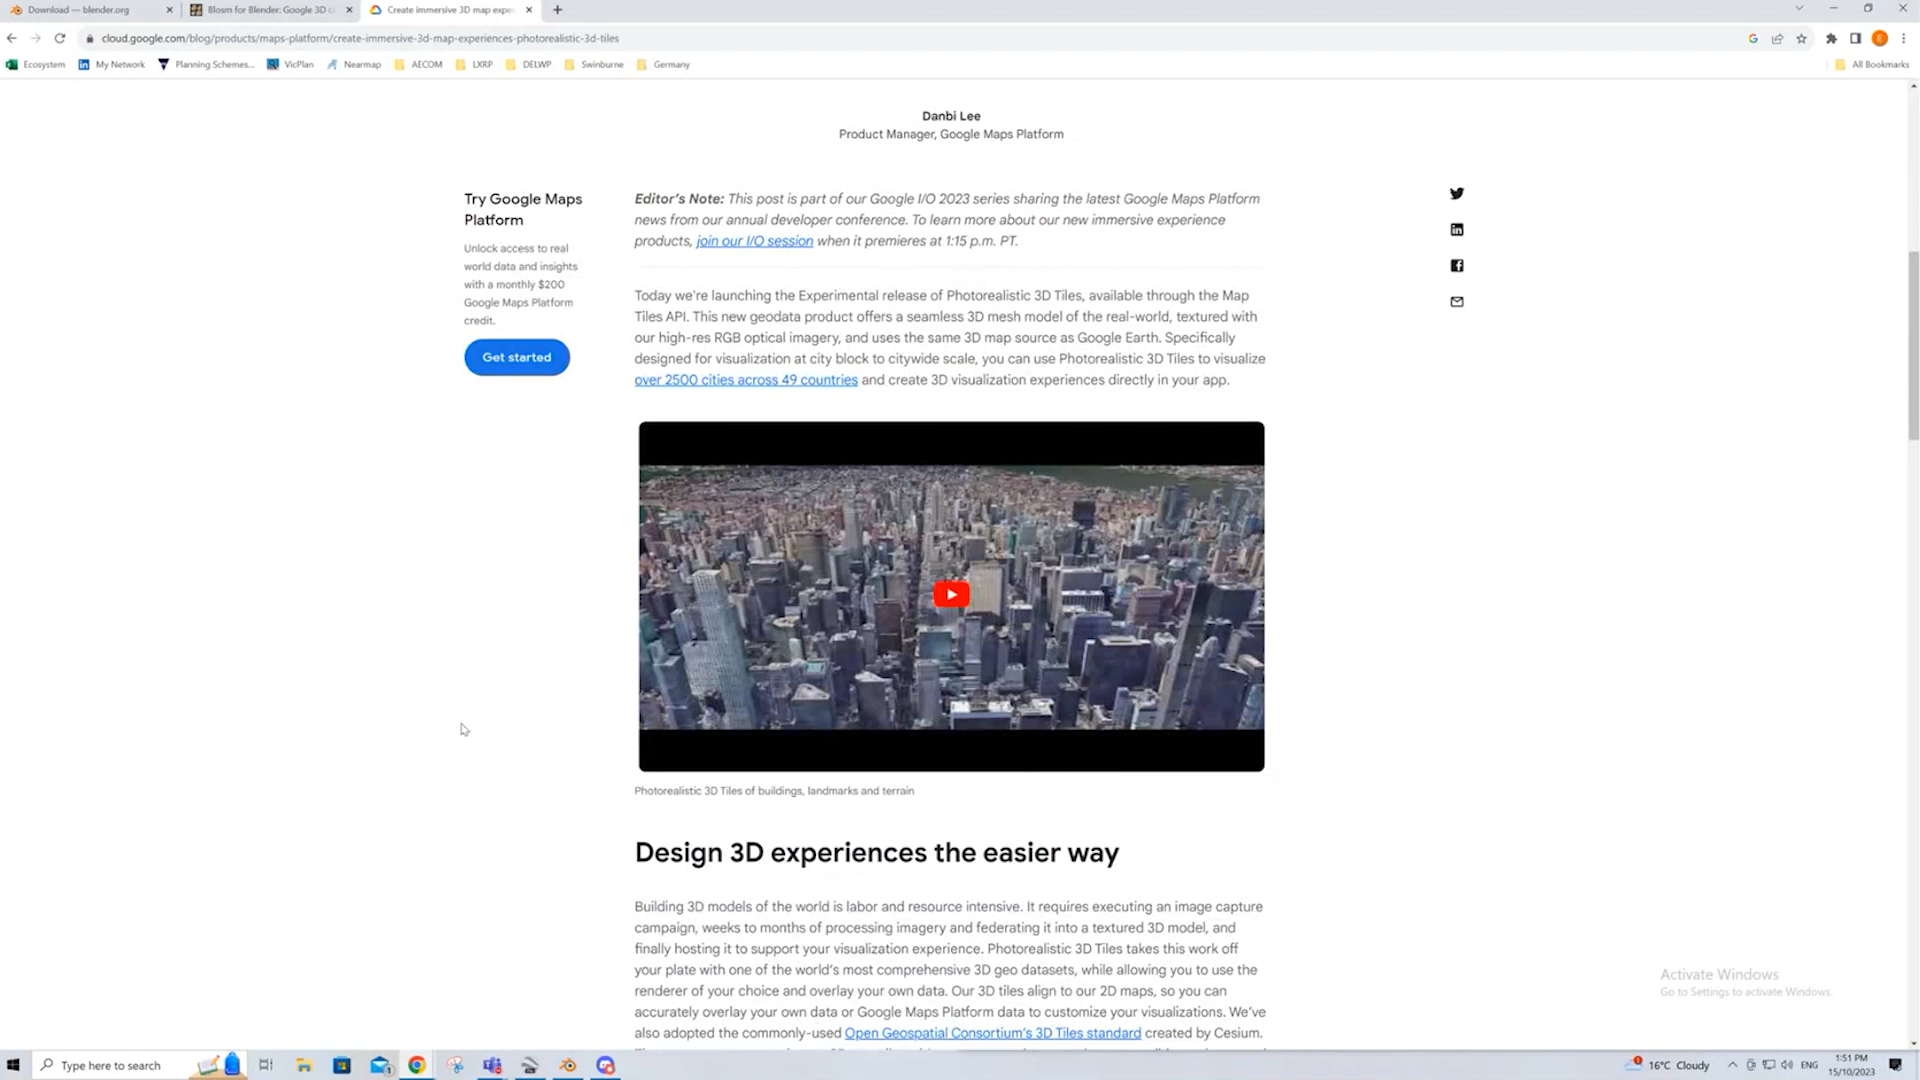 Download — blender.org
Blosm for Blender: Google 3D c
Create immersive 3D map expe
cloud.google.com/blog/products/maps-platform/create-immersive-3d-map-experiences-photorealistic-3d-tiles
Ecosystem My Network Planning Schemes... VicPlan Nearmap AECOM LXRP DELWP Swinburne Germany All Bookmarks
Danbi Lee
Product Manager, Google Maps Platform
Try Google Maps
Platform
Unlock access to real
world data and insights
with a monthly $200
Google Maps Platform
credit.
Get started
Editor's Note: This post is part of our Google I/O 2023 series sharing the latest Google Maps Platform
news from our annual developer conference. To learn more about our new immersive experience
products, join our I/O session when it premieres at 1:15 p.m. PT.
Today we're launching the Experimental release of Photorealistic 3D Tiles, available through the Map
Tiles API. This new geodata product offers a seamless 3D mesh model of the real-world, textured with
our high-res RGB optical imagery, and uses the same 3D map source as Google Earth. Specifically
designed for visualization at city block to citywide scale, you can use Photorealistic 3D Tiles to visualize
over 2500 cities across 49 countries and create 3D visualization experiences directly in your app.
Photorealistic 3D Tiles of buildings, landmarks and terrain
Design 3D experiences the easier way
Building 3D models of the world is labor and resource intensive. It requires executing an image capture
campaign, weeks to months of processing imagery and federating it into a textured 3D model, and
finally hosting it to support your visualization experience. Photorealistic 3D Tiles takes this work off
your plate with one of the world's most comprehensive 3D geo datasets, while allowing you to use the
renderer of your choice and overlay your own data. Our 3D tiles align to our 2D maps, so you can
accurately overlay your own data or Google Maps Platform data to customize your visualizations. We've
also adopted the commonly-used Open Geospatial Consortium's 3D Tiles standard created by Cesium.
Activate Windows
Go to Settings to activate Windows.
Type here to search
16°C Cloudy
ENG
1:51 PM
15/10/2023